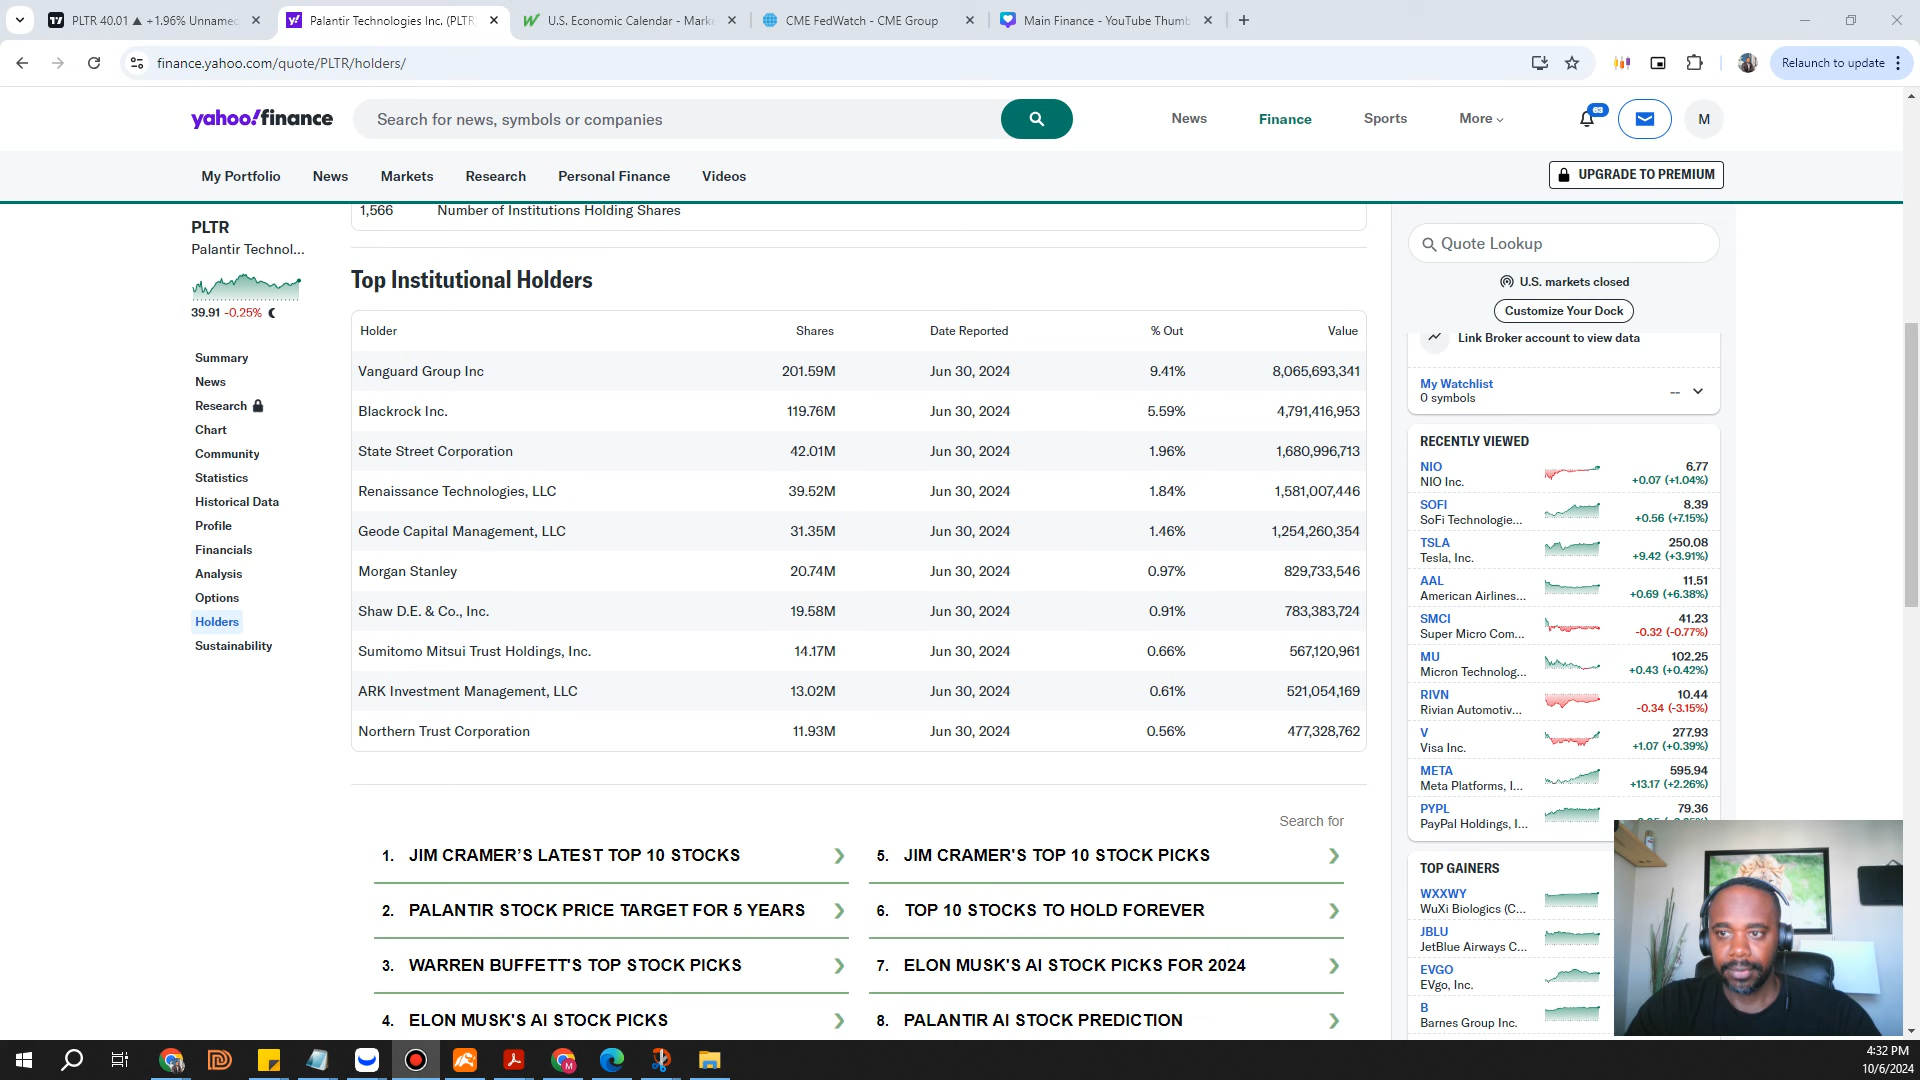 PLTR 40.01 ▲ +1.96% Unname
Palantir Technologies Inc. (PLTR
U.S. Economic Calendar - Marke
CME FedWatch - CME Group
Main Finance - YouTube Thumb
finance.yahoo.com/quote/PLTR/holders/
Relaunch to update
yahoo!finance
Search for news, symbols or companies
News
Finance
Sports
More
63
M
My Portfolio
News
Markets
Research
Personal Finance
Videos
UPGRADE TO PREMIUM
PLTR
Palantir Technol...
39.91 -0.25%
Summary
News
Research
Chart
Community
Statistics
Historical Data
Profile
Financials
Analysis
Options
Holders
Sustainability
1,566 Number of Institutions Holding Shares
Top Institutional Holders
Holder Shares Date Reported % Out Value
Vanguard Group Inc 201.59M Jun 30, 2024 9.41% 8,065,693,341
Blackrock Inc. 119.76M Jun 30, 2024 5.59% 4,791,416,953
State Street Corporation 42.01M Jun 30, 2024 1.96% 1,680,996,713
Renaissance Technologies, LLC 39.52M Jun 30, 2024 1.84% 1,581,007,446
Geode Capital Management, LLC 31.35M Jun 30, 2024 1.46% 1,254,260,354
Morgan Stanley 20.74M Jun 30, 2024 0.97% 829,733,546
Shaw D.E. & Co., Inc. 19.58M Jun 30, 2024 0.91% 783,383,724
Sumitomo Mitsui Trust Holdings, Inc. 14.17M Jun 30, 2024 0.66% 567,120,961
ARK Investment Management, LLC 13.02M Jun 30, 2024 0.61% 521,054,169
Northern Trust Corporation 11.93M Jun 30, 2024 0.56% 477,328,762
Search for
1. JIM CRAMER'S LATEST TOP 10 STOCKS
2. PALANTIR STOCK PRICE TARGET FOR 5 YEARS
3. WARREN BUFFETT'S TOP STOCK PICKS
4. ELON MUSK'S AI STOCK PICKS
5. JIM CRAMER'S TOP 10 STOCK PICKS
6. TOP 10 STOCKS TO HOLD FOREVER
7. ELON MUSK'S AI STOCK PICKS FOR 2024
8. PALANTIR AI STOCK PREDICTION
Quote Lookup
U.S. markets closed
Customize Your Dock
Link Broker account to view data
My Watchlist
0 symbols
--
RECENTLY VIEWED
NIO 6.77
NIO Inc. +0.07 (+1.04%)
SOFI 8.39
SoFi Technologie... +0.56 (+7.15%)
TSLA 250.08
Tesla, Inc. +9.42 (+3.91%)
AAL 11.51
American Airlines... +0.69 (+6.38%)
SMCI 41.23
Super Micro Com... -0.32 (-0.77%)
MU 102.25
Micron Technolog... +0.43 (+0.42%)
RIVN 10.44
Rivian Automotiv... -0.34 (-3.15%)
V 277.93
Visa Inc. +1.07 (+0.39%)
META 595.94
Meta Platforms, I... +13.17 (+2.26%)
PYPL 79.36
PayPal Holdings, I...
TOP GAINERS
WXXWY
WuXi Biologics (C...
JBLU
JetBlue Airways C...
EVGO
EVgo, Inc.
B
Barnes Group Inc.
4:32 PM
10/6/2024